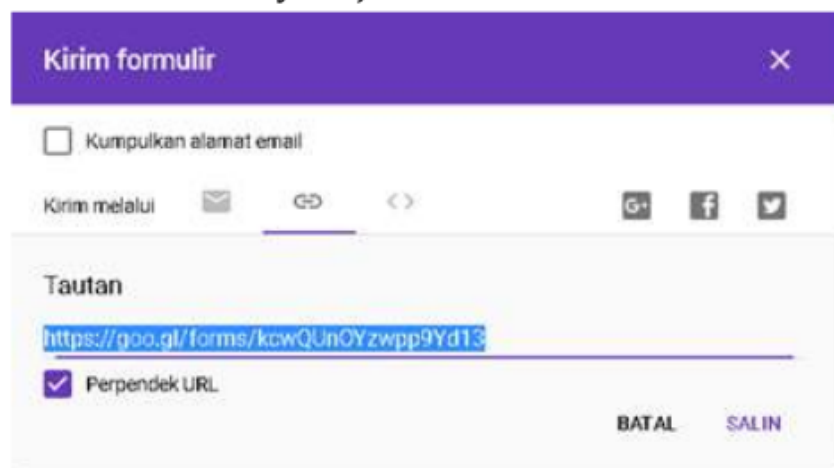 Kirim formulir
Kumpulkan alamat email
Kirim melalui
G+ f
Tautan
https://goo.gl/forms/kcwQUnOYzwpp9Yd13
Perpendek URL
BATAL SALIN